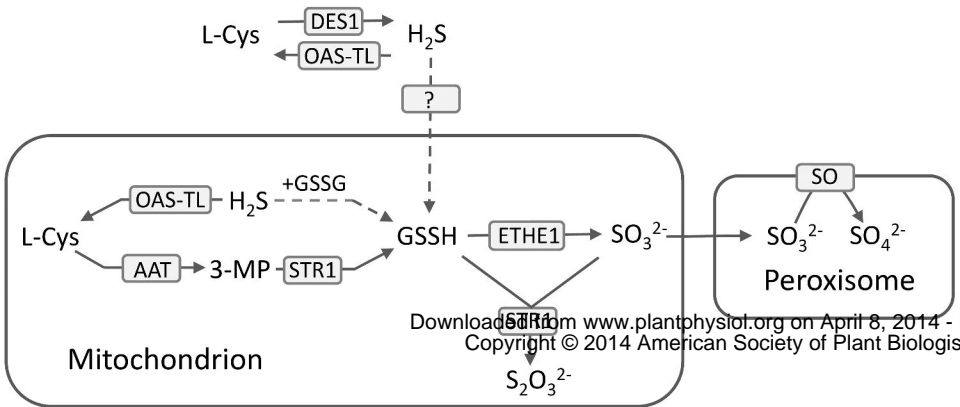 L-Cys DES1 H2S
OAS-TL
?
OAS-TL H2S +GSSG
L-Cys GSSH ETHE1 SO3 2- SO3 2- SO SO4 2-
AAT 3-MP STR1
Peroxisome
STR1
Downloaded from www.plantphysiol.org on April 8, 2014 -
Copyright © 2014 American Society of Plant Biologis
Mitochondrion
S2O3 2-